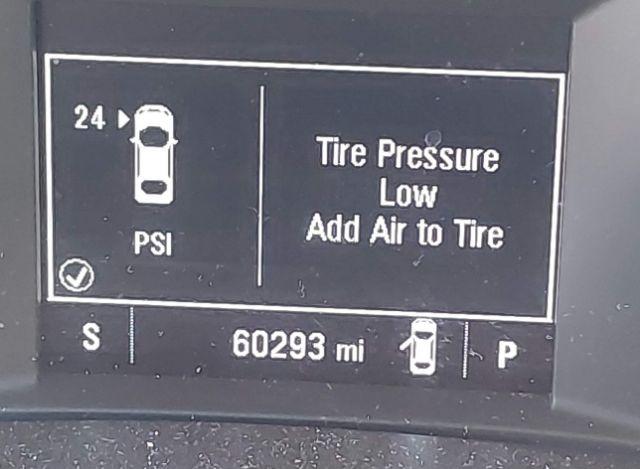 24
PSI
Tire Pressure
Low
Add Air to Tire
S
60293 mi
P